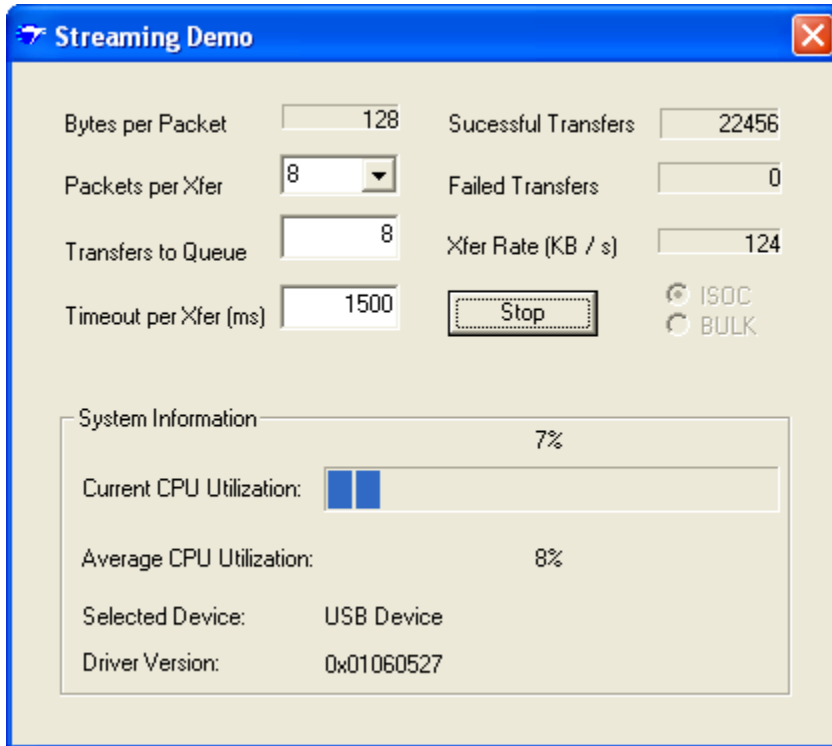 Streaming Demo
Bytes per Packet 128
Sucessful Transfers 22456
Packets per Xfer 8
Failed Transfers 0
Transfers to Queue 8
Xfer Rate (KB / s) 124
Timeout per Xfer (ms) 1500
Stop
ISOC
BULK
System Information
7%
Current CPU Utilization:
Average CPU Utilization: 8%
Selected Device: USB Device
Driver Version: 0x01060527